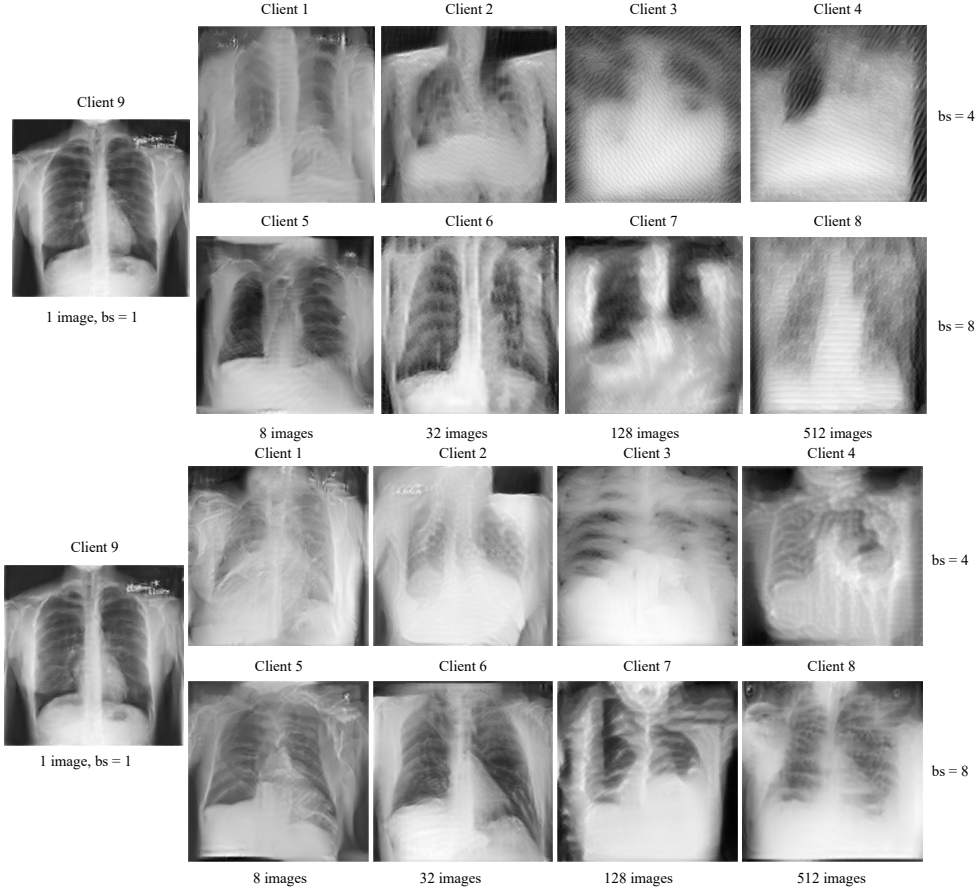 Client 1 Client 2 Client 3 Client 4
Client 9
bs = 4
Client 5 Client 6 Client 7 Client 8
1 image, bs = 1
bs = 8
8 images 32 images 128 images 512 images
Client 1 Client 2 Client 3 Client 4
Client 9
bs = 4
Client 5 Client 6 Client 7 Client 8
1 image, bs = 1
bs = 8
8 images 32 images 128 images 512 images